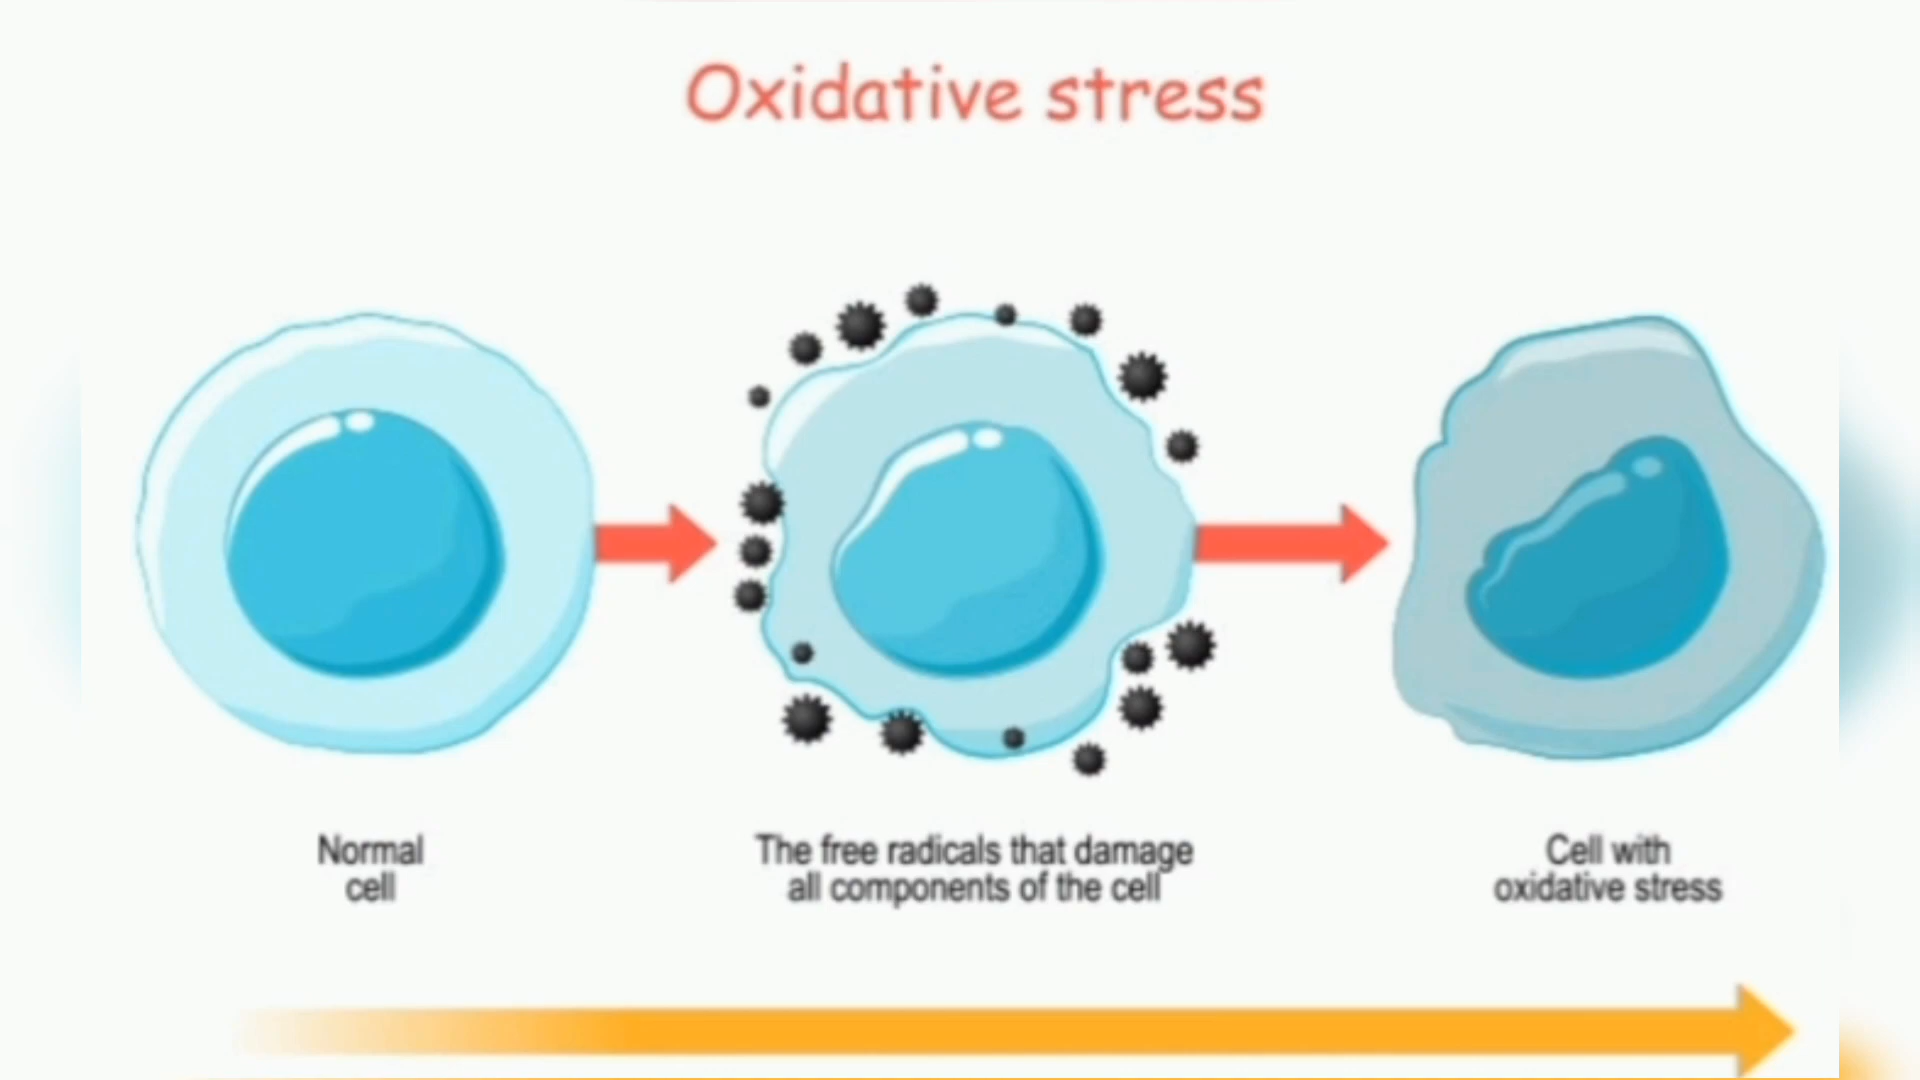 Oxidative stress
Normal
cell
The free radicals that damage
all components of the cell
Cell with
oxidative stress